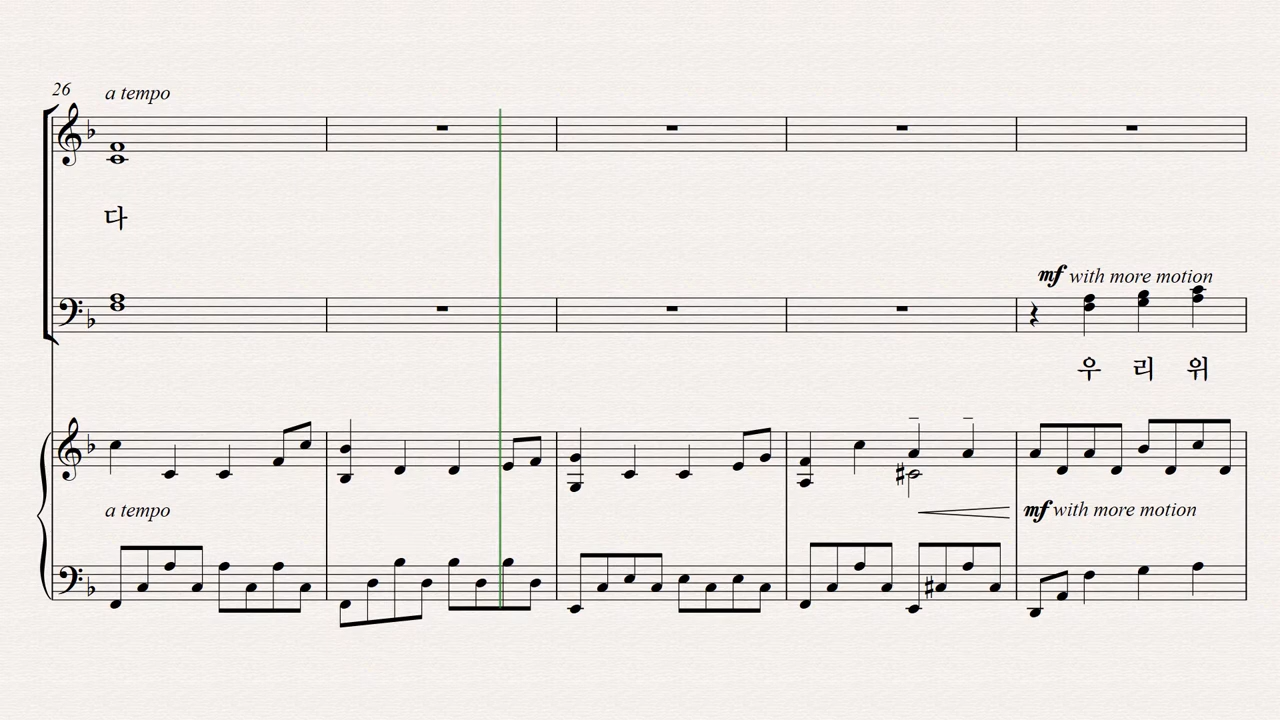 26
a tempo
다
mf with more motion
우 리 위
a tempo
mf with more motion